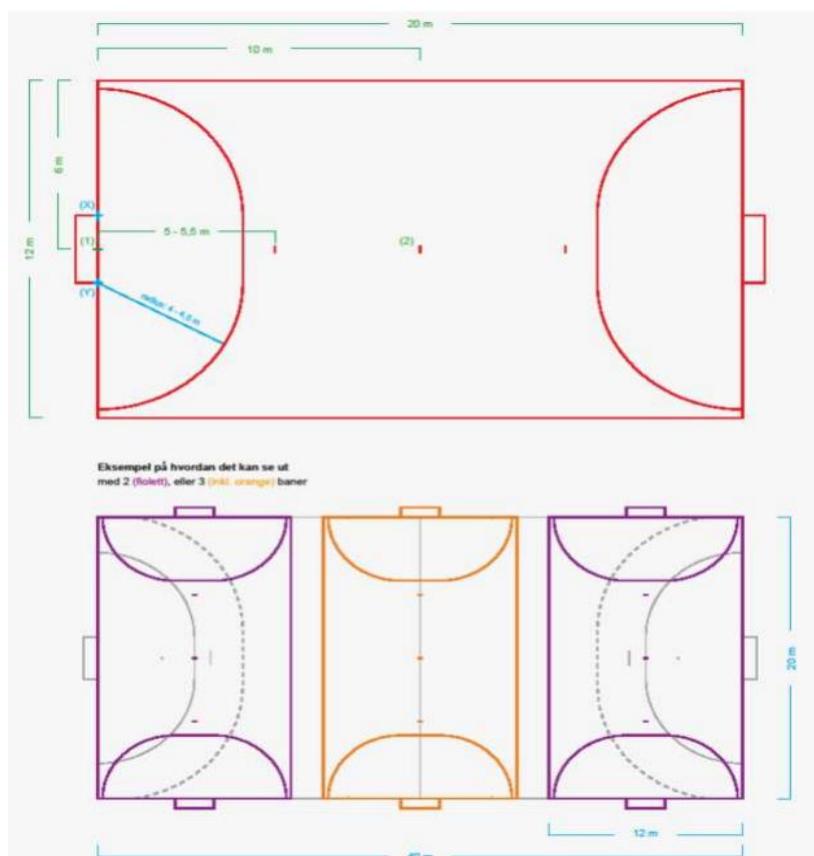 20 m
10 m
6 m
12 m
(X)
(1)
5 - 5,5 m
(2)
(Y)
radius: 4 - 4,5 m
Eksempel på hvordan det kan se ut
med 2 (fiolett), eller 3 (inkl. orange) baner
20 m
12 m